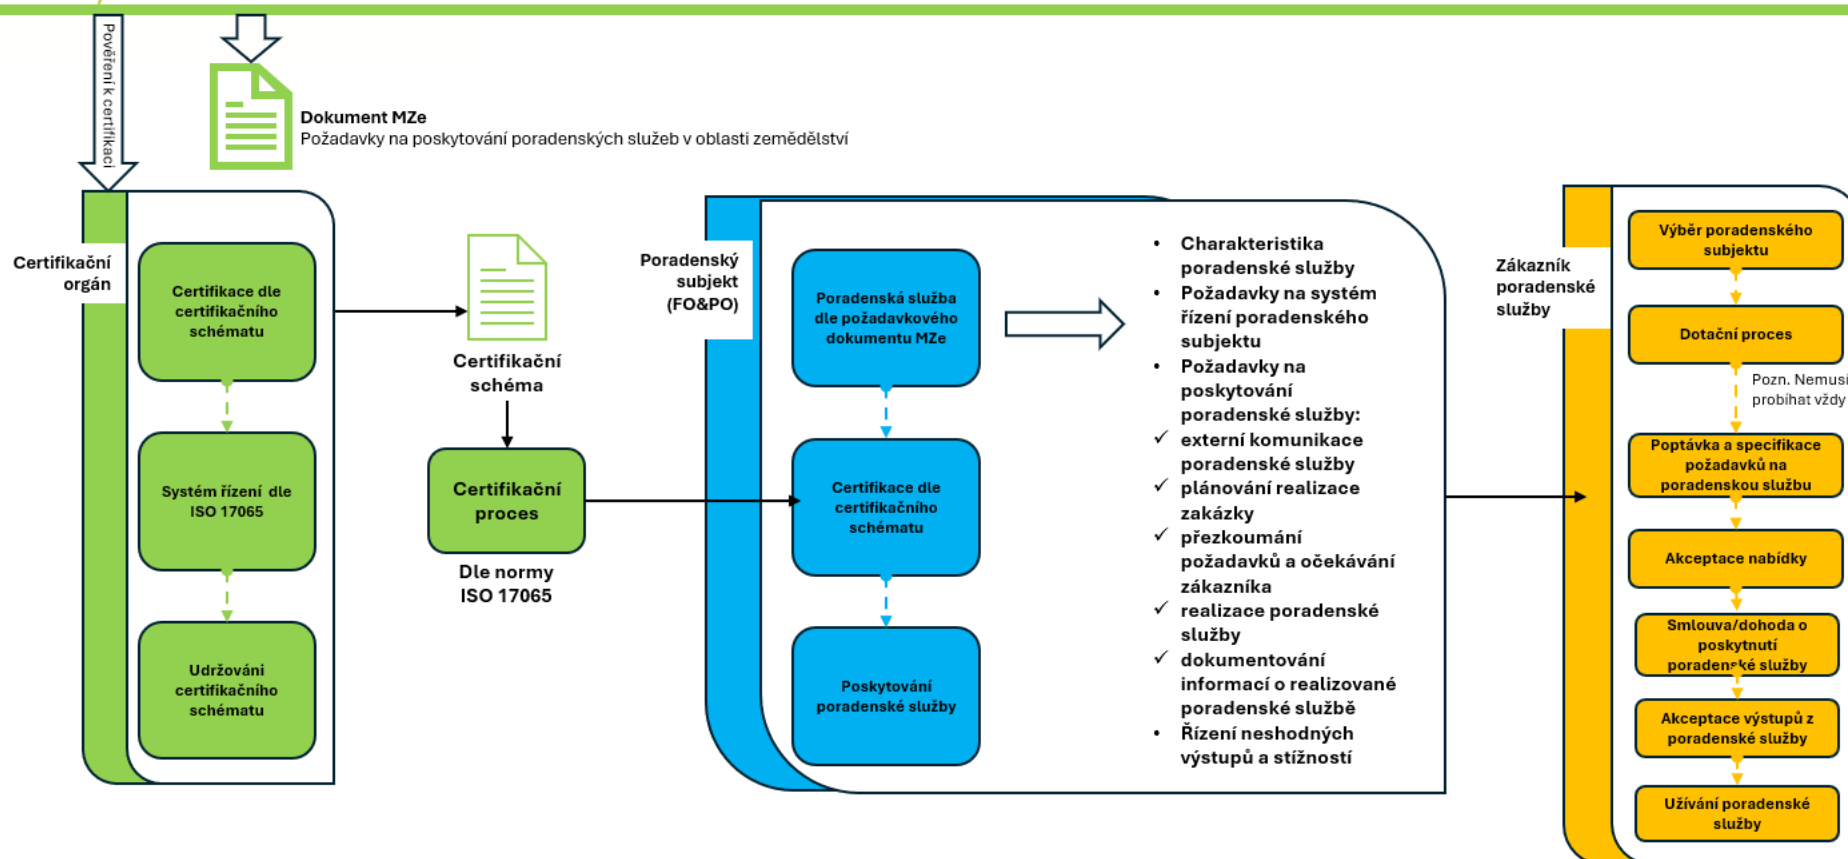 Pověření k certifikaci
Dokument MZe
Požadavky na poskytování poradenských služeb v oblasti zemědělství
Certifikační
orgán
Certifikace dle
certifikačního
schématu
Systém řízení dle
ISO 17065
Udržováni
certifikačního
schématu
Certifikační
schéma
Certifikační
proces
Dle normy
ISO 17065
Poradenský
subjekt
(FO&PO)
Poradenská služba
dle požadavkového
dokumentu MZe
Certifikace dle
certifikačního
schématu
Poskytování
poradenské služby
• Charakteristika
poradenské služby
• Požadavky na systém
řízení poradenského
subjektu
• Požadavky na
poskytování
poradenské služby:
✓ externí komunikace
poradenské služby
✓ plánování realizace
zakázky
✓ přezkoumání
požadavků a očekávání
zákazníka
✓ realizace poradenské
služby
✓ dokumentování
informací o realizované
poradenské službě
• Řízení neshodných
výstupů a stížností
Zákazník
poradenské
služby
Výběr poradenského
subjektu
Dotační proces
Pozn. Nemusí
probíhat vždy
Poptávka a specifikace
požadavků na
poradenskou službu
Akceptace nabídky
Smlouva/dohoda o
poskytnutí
poradenské služby
Akceptace výstupů z
poradenské služby
Užívání poradenské
služby